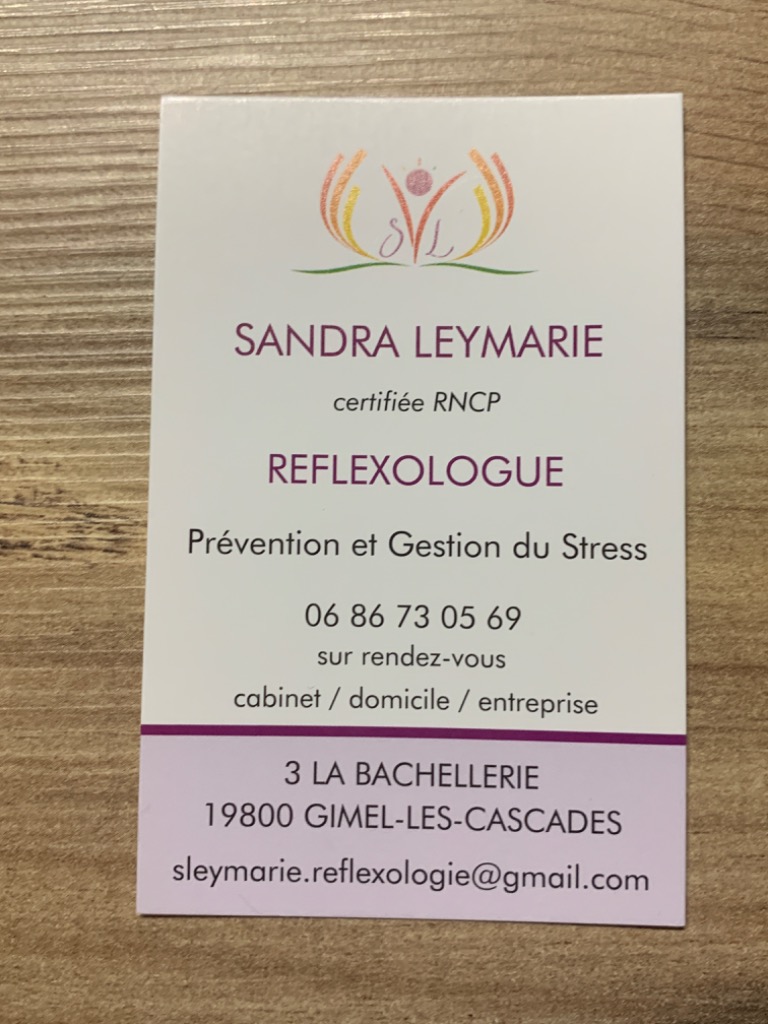 S L
SANDRA LEYMARIE
certifiée RNCP
REFLEXOLOGUE
Prévention et Gestion du Stress
06 86 73 05 69
sur rendez-vous
cabinet / domicile / entreprise
3 LA BACHELLERIE
19800 GIMEL-LES-CASCADES
sleymarie.reflexologie@gmail.com